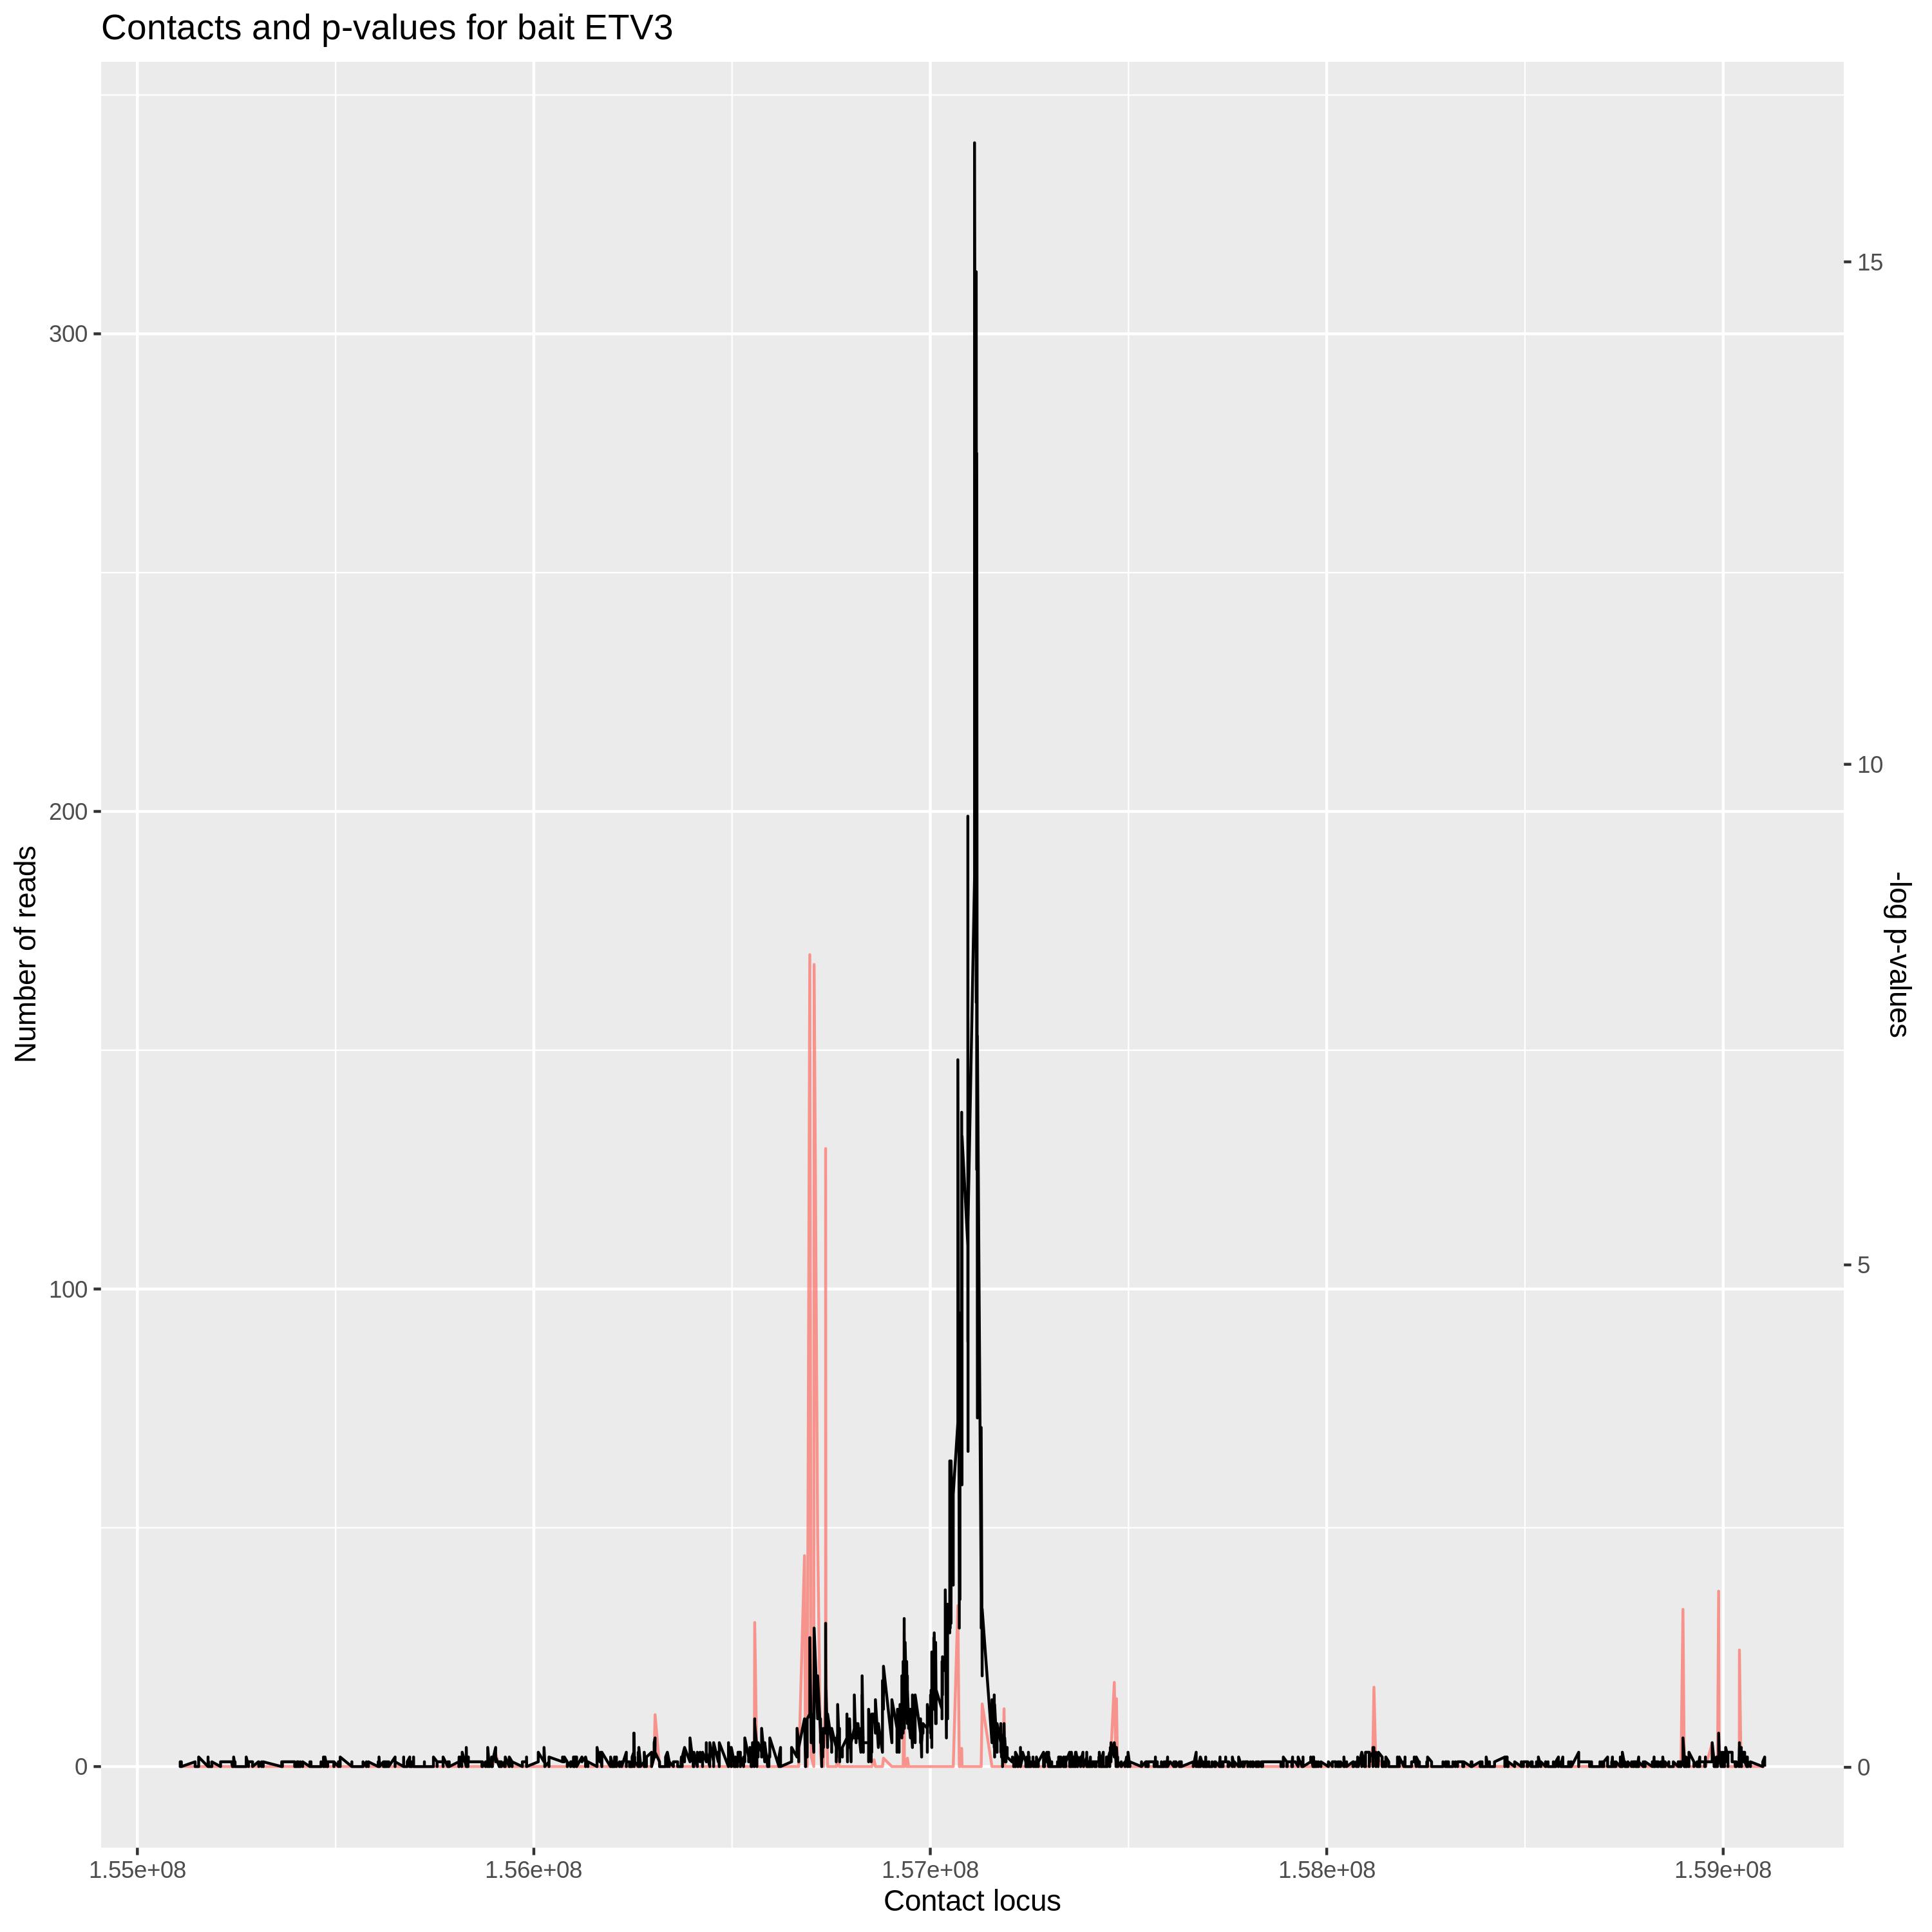 Contacts and p-values for bait ETV3
300
200
100
0
Number of reads
15
10
5
0
-log p-values
1.55e+08 1.56e+08 1.57e+08 1.58e+08 1.59e+08
Contact locus